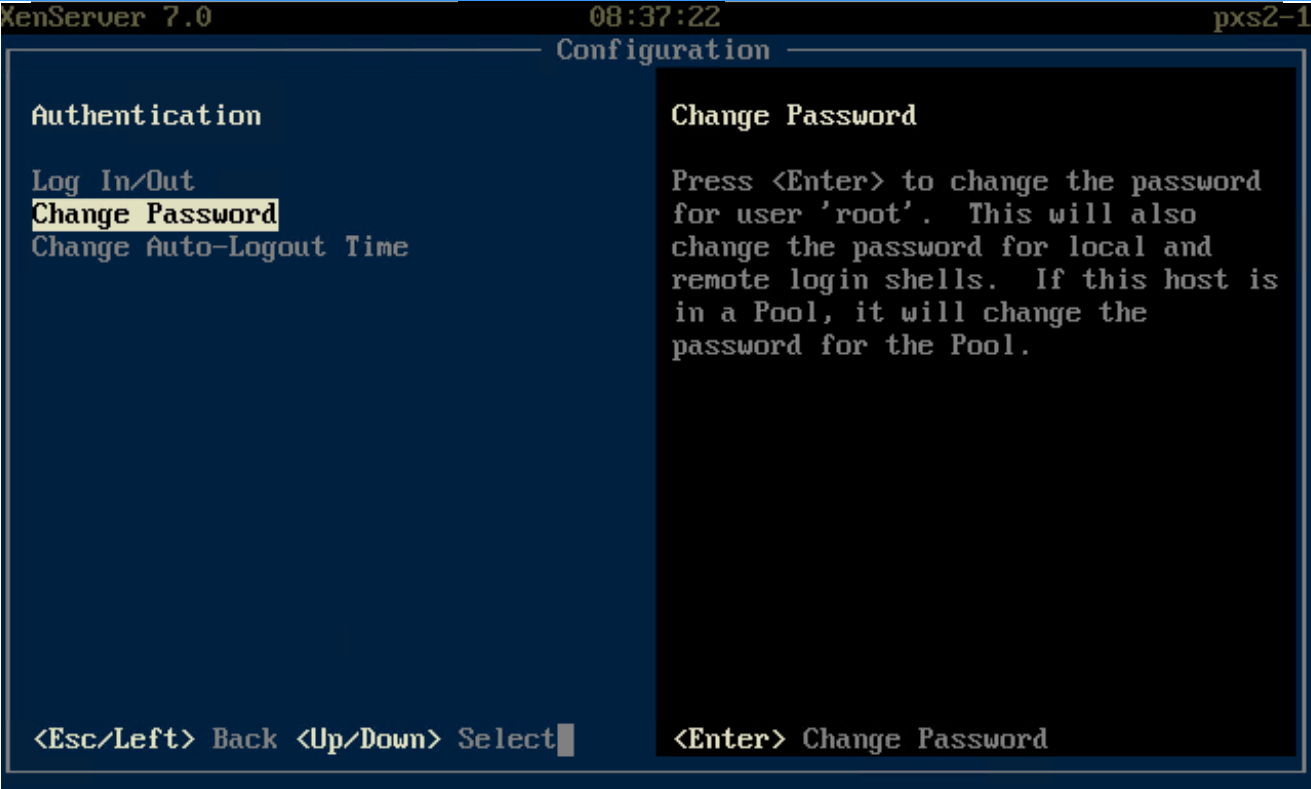 XenServer 7.0 08:37:22 pxs2-1
Configuration
Authentication
Log In/Out
Change Password
Change Auto-Logout Time
<Esc/Left> Back <Up/Down> Select
Change Password
Press <Enter> to change the password
for user 'root'. This will also
change the password for local and
remote login shells. If this host is
in a Pool, it will change the
password for the Pool.
<Enter> Change Password